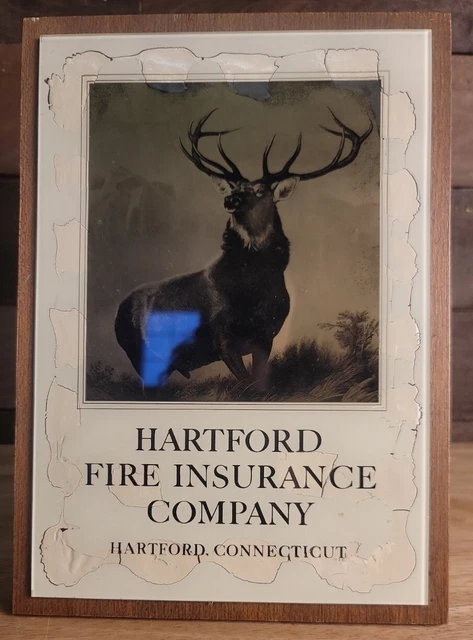 HARTFORD
FIRE INSURANCE
COMPANY
HARTFORD, CONNECTICUT